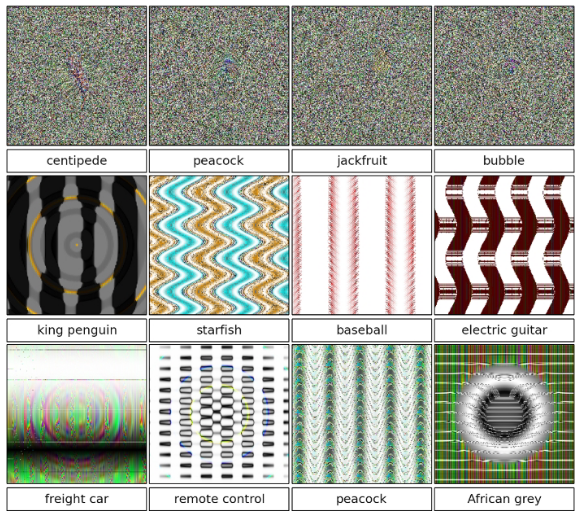 centipede
peacock
jackfruit
bubble
king penguin
starfish
baseball
electric guitar
freight car
remote control
peacock
African grey